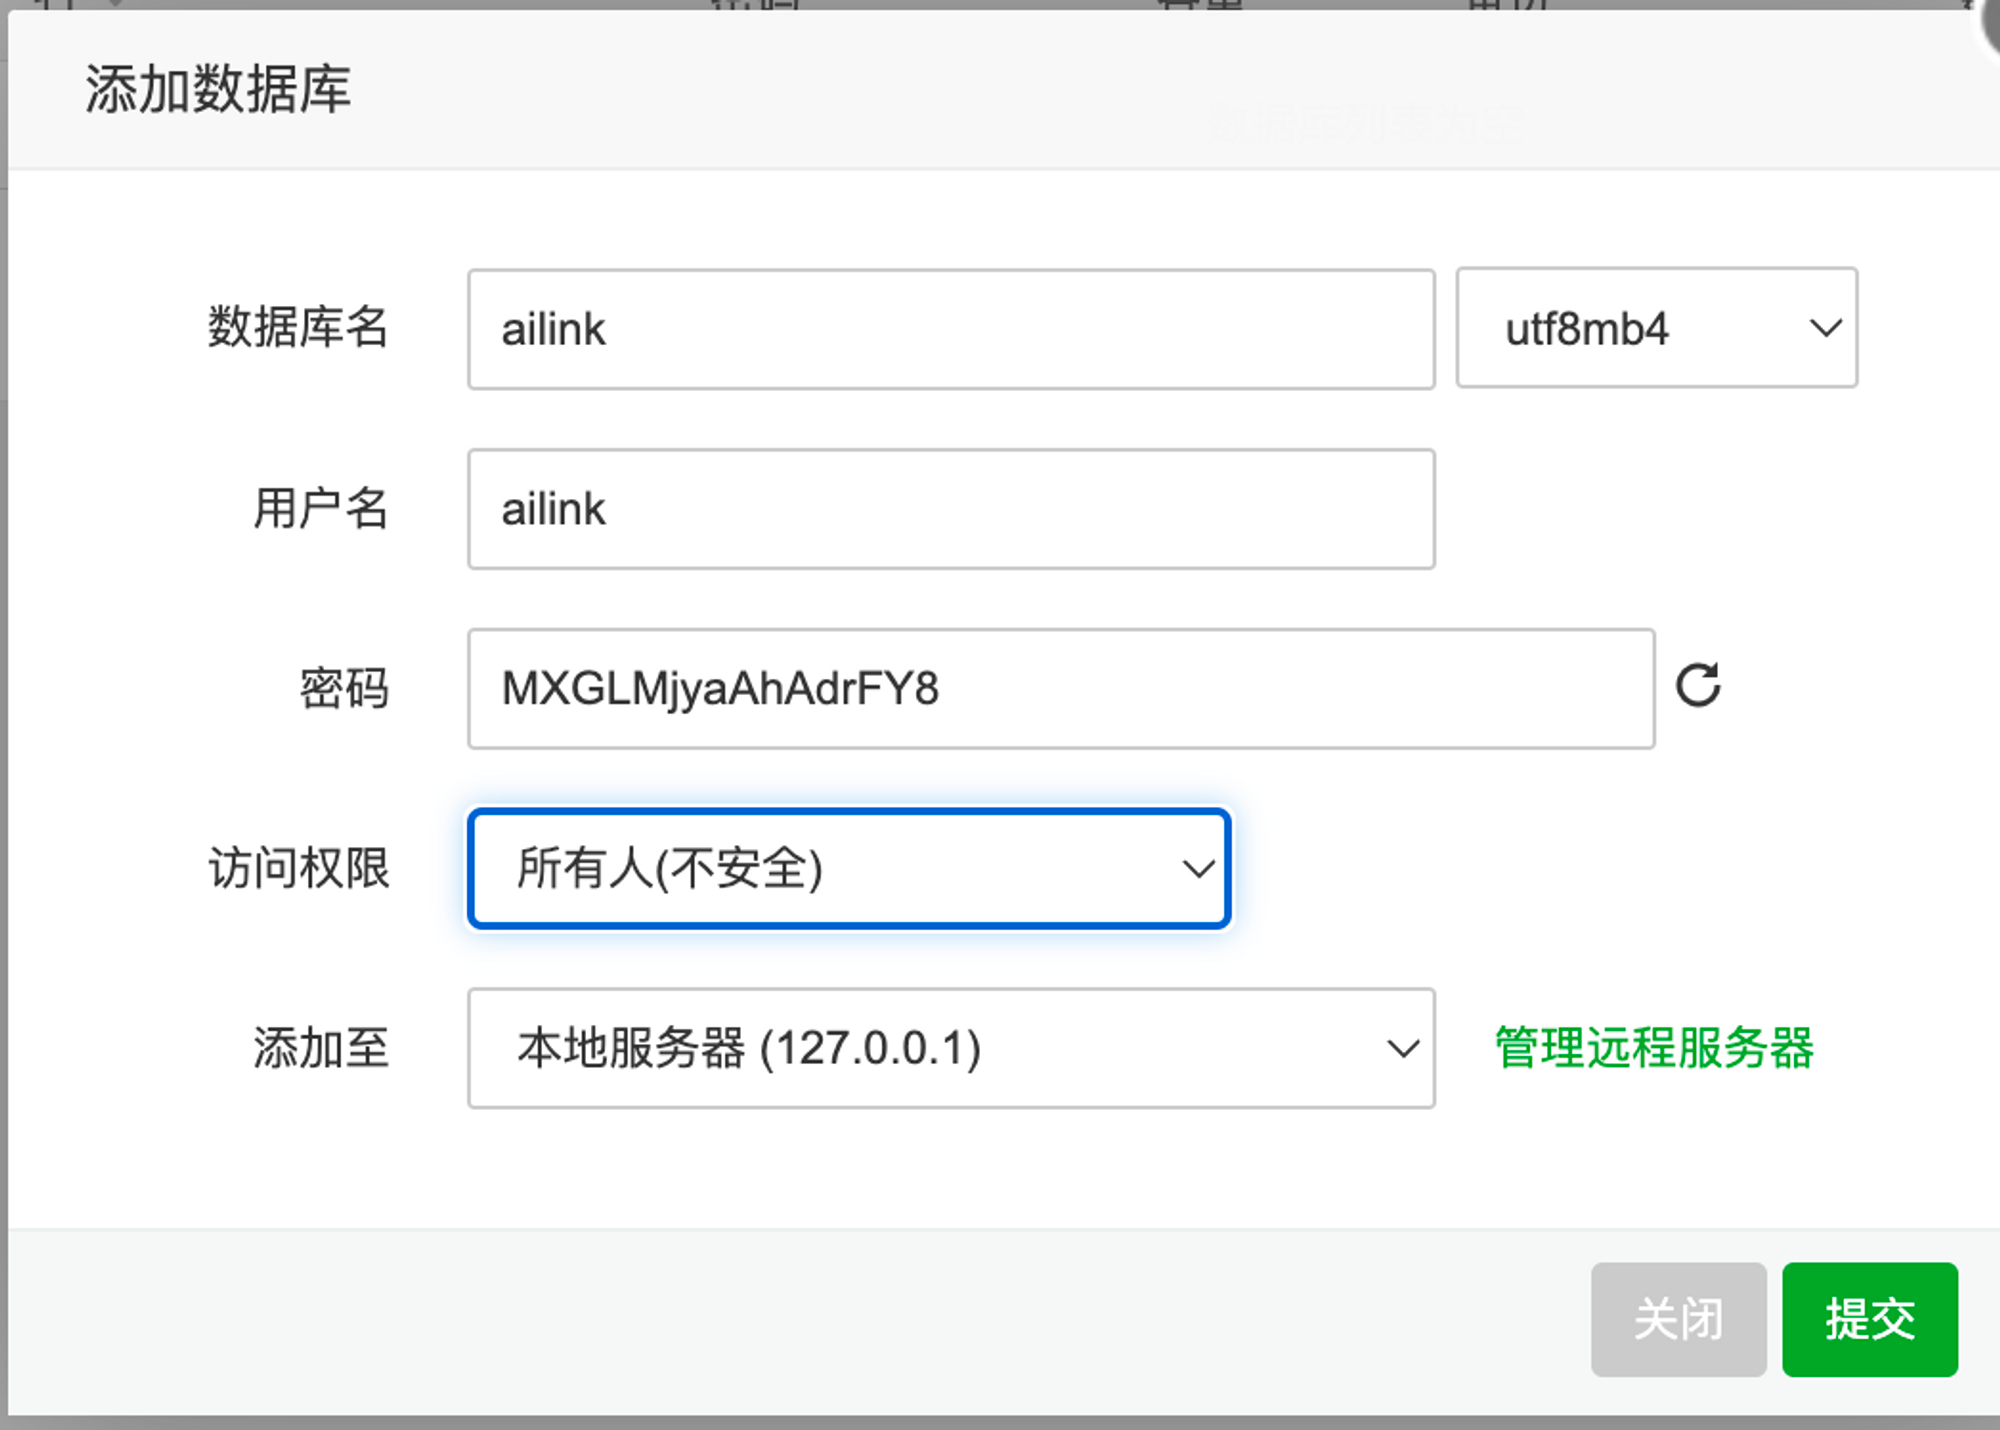 添加数据库
数据库名 ailink utf8mb4
用户名 ailink
密码 MXGLMjyaAhAdrFY8
访问权限 所有人(不安全)
添加至 本地服务器 (127.0.0.1) 管理远程服务器
关闭 提交